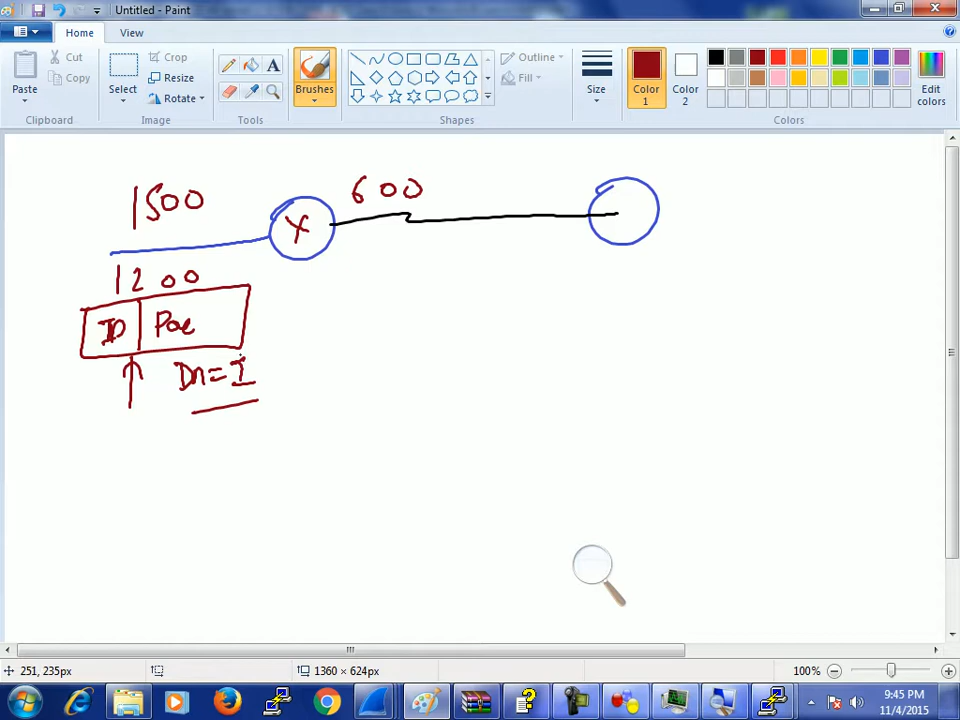 Untitled - Paint
Home
View
Paste
Cut
Copy
Clipboard
Select
Crop
Resize
Rotate
Image
Tools
Brushes
Shapes
Outline
Fill
Size
Color 1
Color 2
Edit colors
Colors
1500
600
X
1200
ID
Pac
Dn=I
251, 235px
1360 × 624px
100%
9:45 PM
11/4/2015